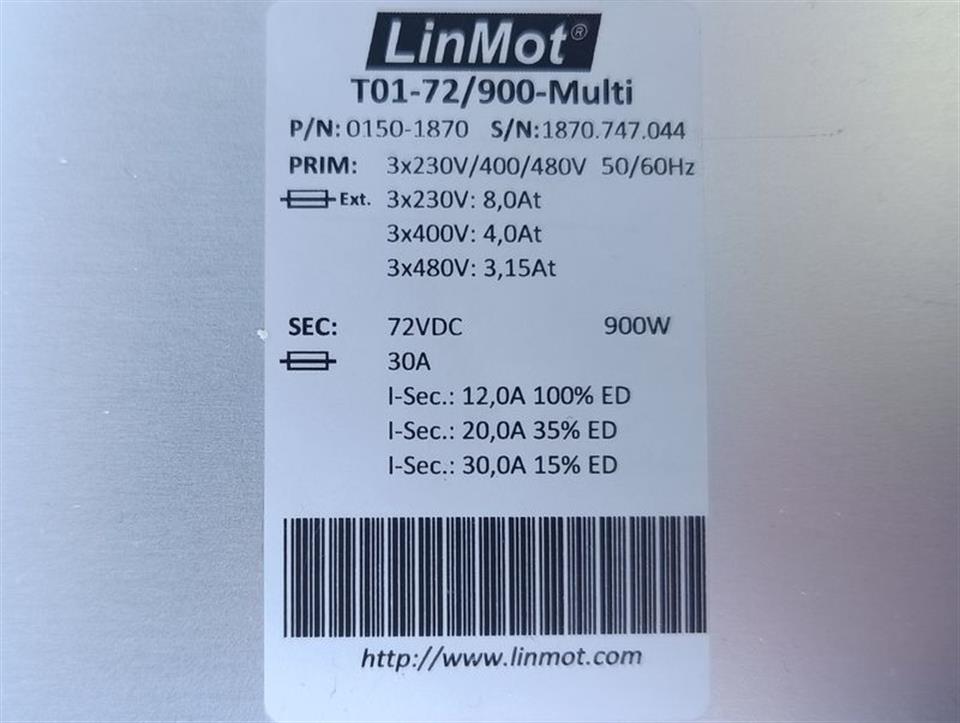 LinMot®
T01-72/900-Multi
P/N: 0150-1870 S/N:1870.747.044
PRIM: 3x230V/400/480V 50/60Hz
Ext. 3x230V: 8,0At
3x400V: 4,0At
3x480V: 3,15At
SEC: 72VDC 900W
30A
I-Sec.: 12,0A 100% ED
I-Sec.: 20,0A 35% ED
I-Sec.: 30,0A 15% ED
http://www.linmot.com